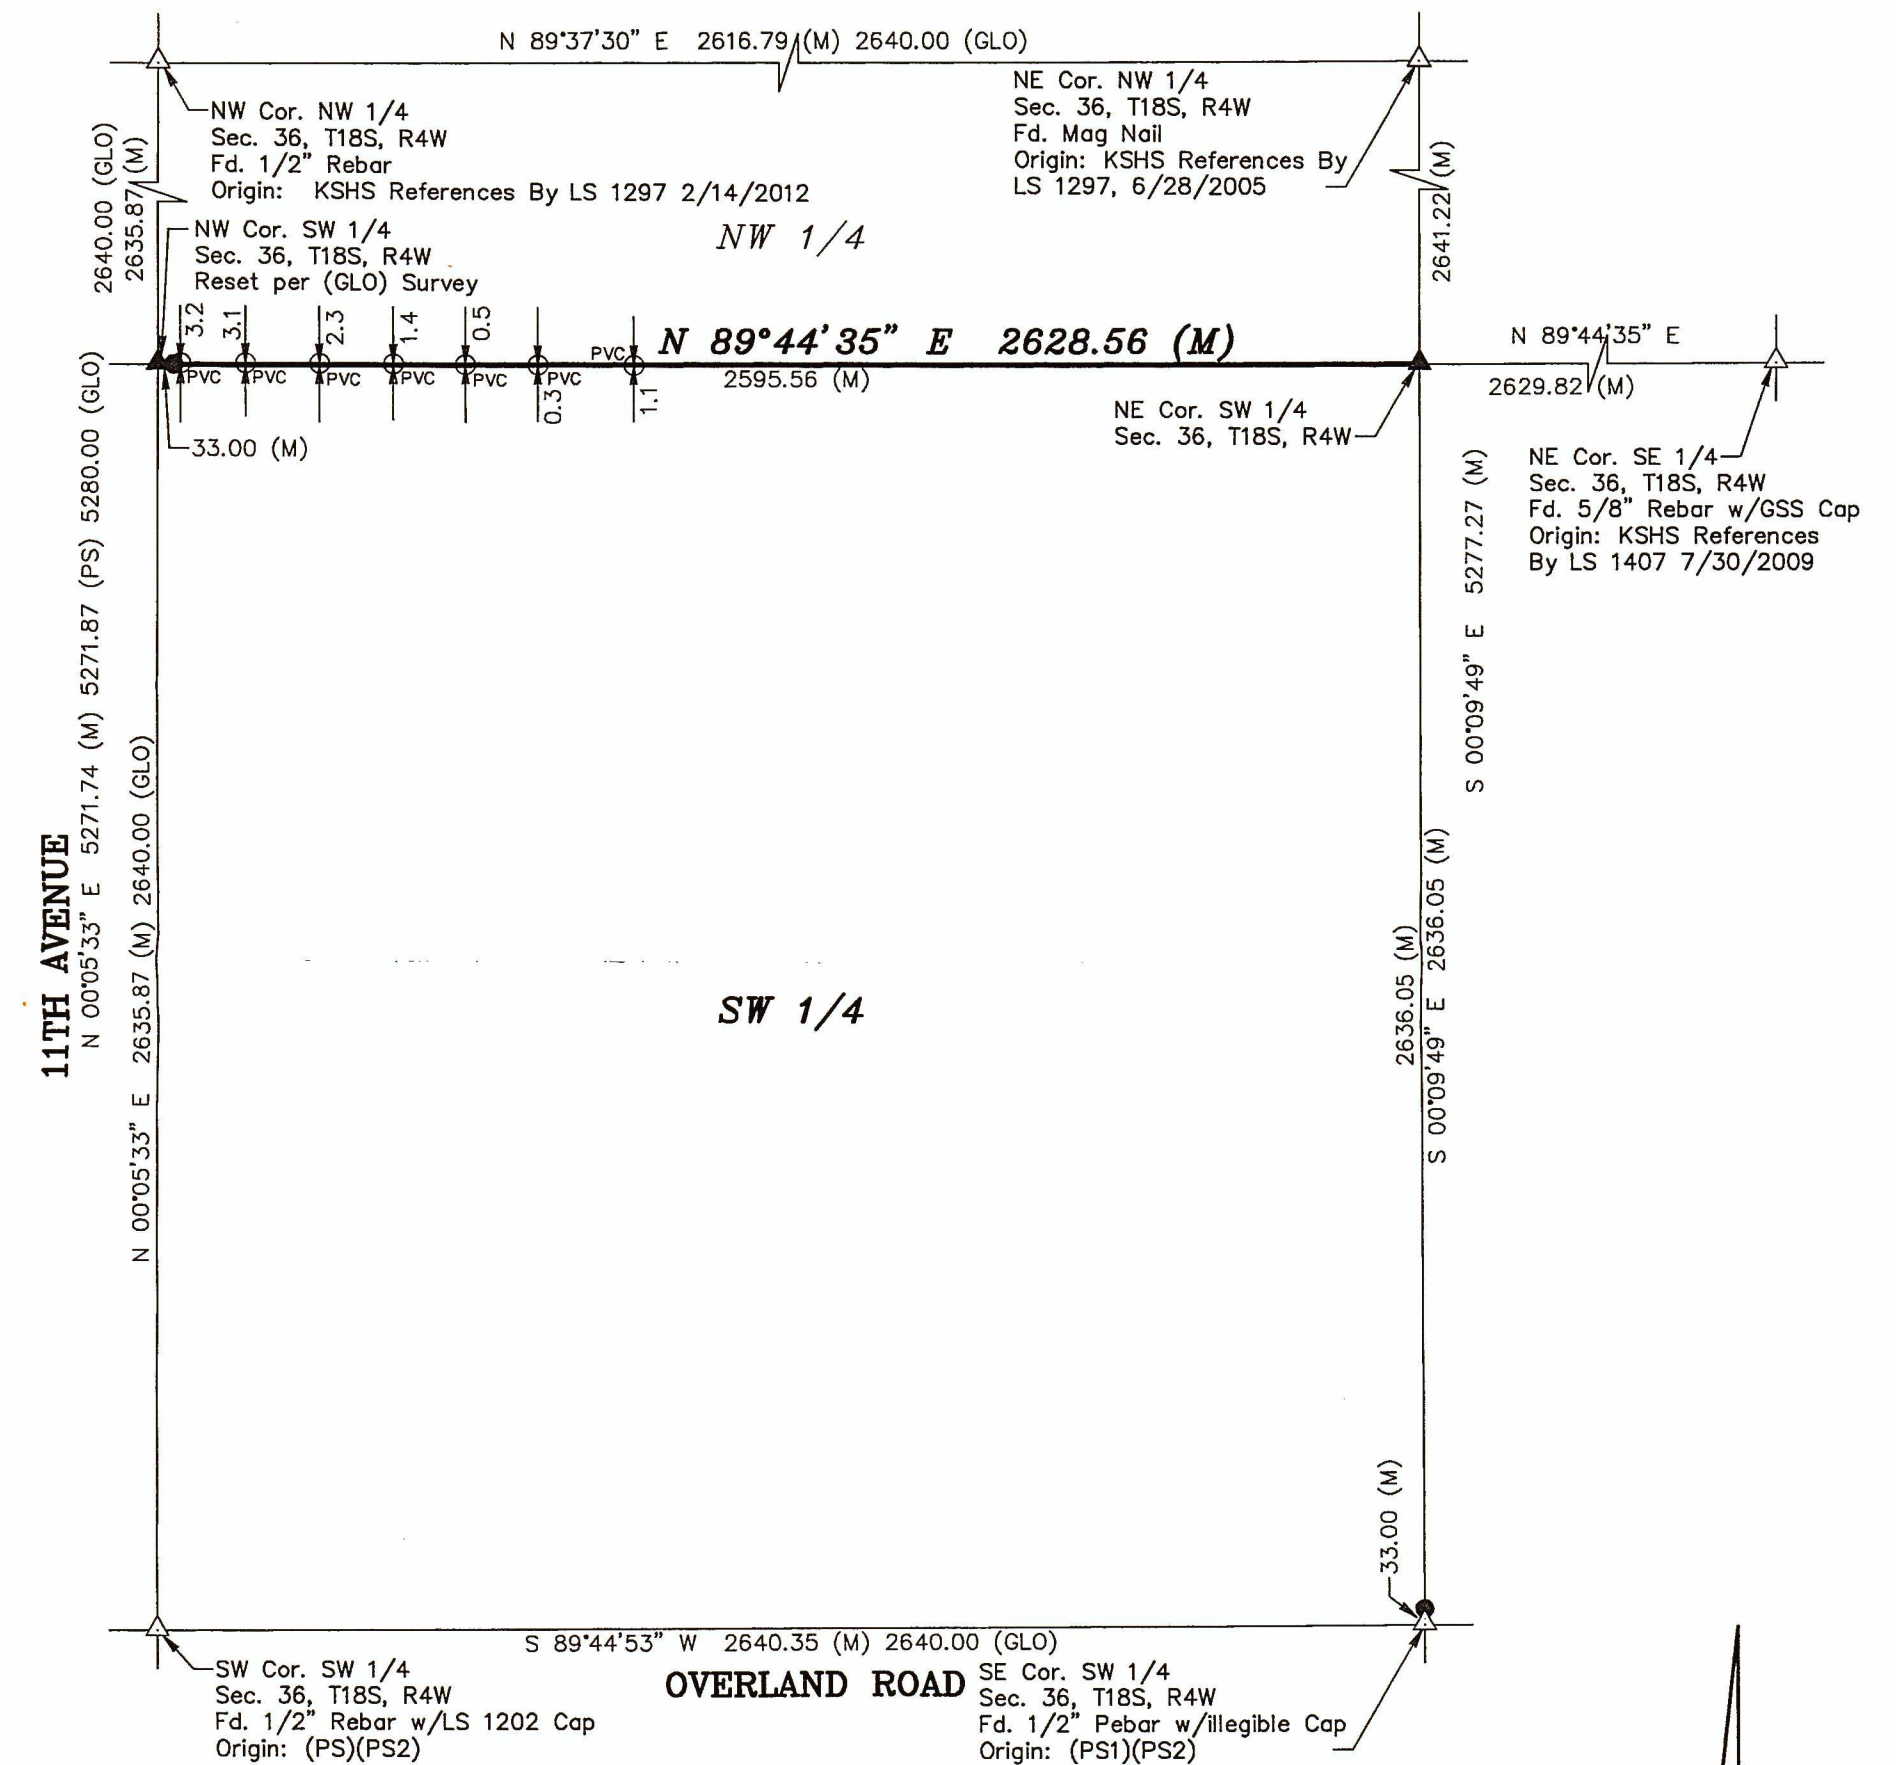 N 89°37'30" E 2616.79 (M) 2640.00 (GLO)
NW Cor. NW 1/4
Sec. 36, T18S, R4W
Fd. 1/2" Rebar
Origin: KSHS References By LS 1297 2/14/2012
NE Cor. NW 1/4
Sec. 36, T18S, R4W
Fd. Mag Nail
Origin: KSHS References By
LS 1297, 6/28/2005
2640.00 (GLO)
2635.87 (M)
2641.22 (M)
NW 1/4
NW Cor. SW 1/4
Sec. 36, T18S, R4W
Reset per (GLO) Survey
3.2
3.1
2.3
1.4
0.5
PVC
N 89°44'35" E 2628.56 (M)
2595.56 (M)
PVC
PVC
PVC
PVC
PVC
PVC
0.3
1.1
33.00 (M)
N 89°44'35" E
2629.82 (M)
NE Cor. SW 1/4
Sec. 36, T18S, R4W
NE Cor. SE 1/4
Sec. 36, T18S, R4W
Fd. 5/8" Rebar w/GSS Cap
Origin: KSHS References
By LS 1407 7/30/2009
11TH AVENUE
N 00°05'33" E 5271.74 (M) 5271.87 (PS) 5280.00 (GLO)
N 00°05'33" E 2635.87 (M) 2640.00 (GLO)
SW 1/4
2636.05 (M)
S 00°09'49" E 2636.05 (M)
S 00°09'49" E 5277.27 (M)
33.00 (M)
S 89°44'53" W 2640.35 (M) 2640.00 (GLO)
OVERLAND ROAD
SW Cor. SW 1/4
Sec. 36, T18S, R4W
Fd. 1/2" Rebar w/LS 1202 Cap
Origin: (PS)(PS2)
SE Cor. SW 1/4
Sec. 36, T18S, R4W
Fd. 1/2" Pebar w/illegible Cap
Origin: (PS1)(PS2)